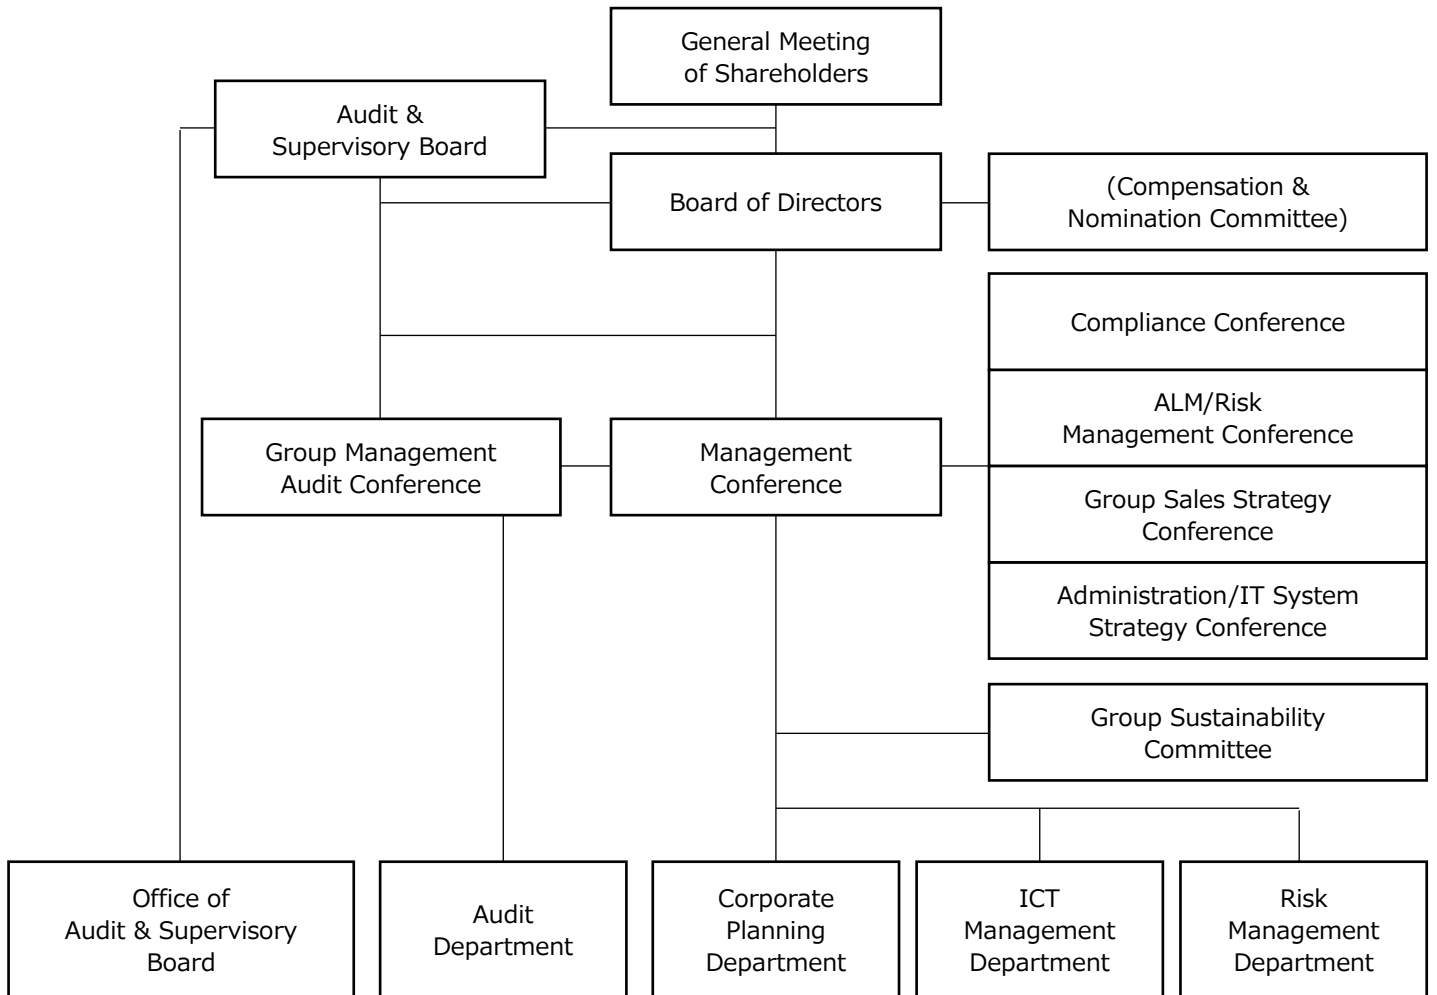 General Meeting
of Shareholders
Audit &
Supervisory Board
Board of Directors
(Compensation &
Nomination Committee)
Compliance Conference
ALM/Risk
Management Conference
Group Management
Audit Conference
Management
Conference
Group Sales Strategy
Conference
Administration/IT System
Strategy Conference
Group Sustainability
Committee
Office of
Audit & Supervisory
Board
Audit
Department
Corporate
Planning
Department
ICT
Management
Department
Risk
Management
Department